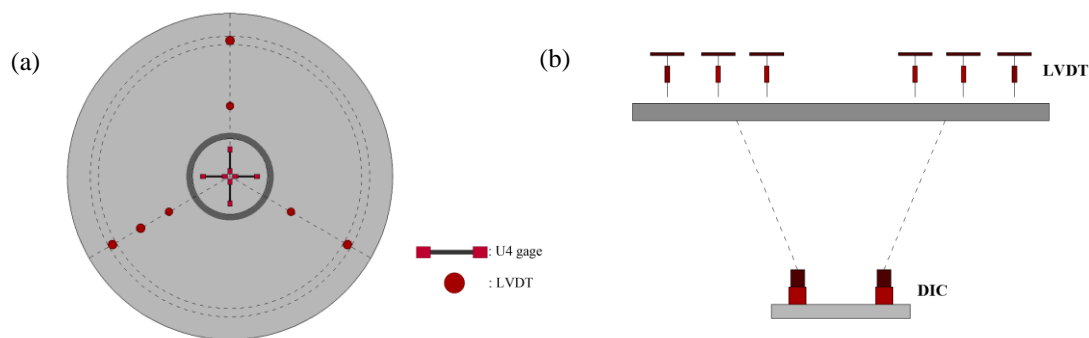 (a)
: U4 gage
: LVDT
(b)
LVDT
DIC